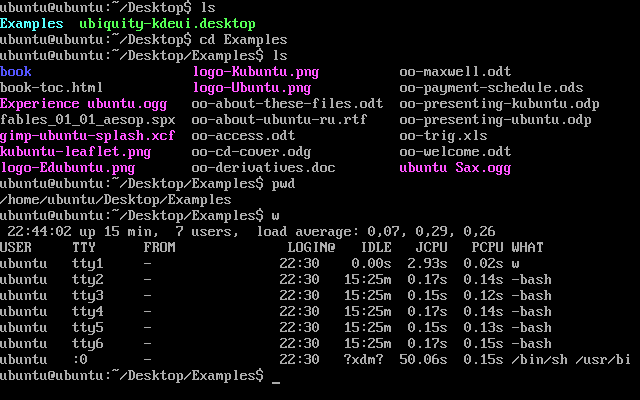 ubuntu@ubuntu:~/Desktop$ ls
Examples  ubiquity-kdeui.desktop
ubuntu@ubuntu:~/Desktop$ cd Examples
ubuntu@ubuntu:~/Desktop/Examples$ ls
book                     logo-Kubuntu.png         oo-maxwell.odt
book-toc.html            logo-Ubuntu.png          oo-payment-schedule.ods
Experience ubuntu.ogg    oo-about-these-files.odt oo-presenting-kubuntu.odp
fables_01_01_aesop.spx   oo-about-ubuntu-ru.rtf   oo-presenting-ubuntu.odp
gimp-ubuntu-splash.xcf   oo-access.odt            oo-trig.xls
kubuntu-leaflet.png      oo-cd-cover.odg          oo-welcome.odt
logo-Edubuntu.png        oo-derivatives.doc       ubuntu Sax.ogg
ubuntu@ubuntu:~/Desktop/Examples$ pwd
/home/ubuntu/Desktop/Examples
ubuntu@ubuntu:~/Desktop/Examples$ w
 22:44:02 up 15 min,  7 users,  load average: 0,07, 0,29, 0,26
USER     TTY      FROM              LOGIN@   IDLE   JCPU   PCPU WHAT
ubuntu   tty1     -                22:30    0.00s  2.93s  0.02s w
ubuntu   tty2     -                22:30   15:25m  0.17s  0.14s -bash
ubuntu   tty3     -                22:30   15:25m  0.15s  0.12s -bash
ubuntu   tty4     -                22:30   15:25m  0.17s  0.14s -bash
ubuntu   tty5     -                22:30   15:25m  0.15s  0.13s -bash
ubuntu   tty6     -                22:30   15:25m  0.17s  0.14s -bash
ubuntu   :0       -                22:30   ?xdm?  50.06s  0.15s /bin/sh /usr/bi
ubuntu@ubuntu:~/Desktop/Examples$ _